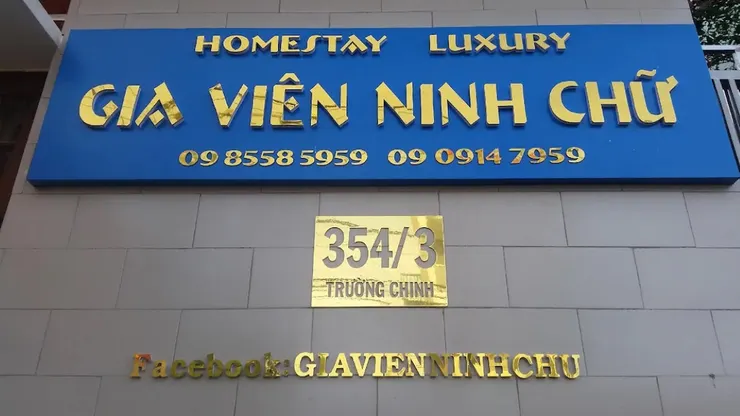 HOMESTAY LUXURY
GIA VIÊN NINH CHỮ
09 8558 5959 09 0914 7959
354/3
TRƯỜNG CHINH
Facebook: GIAVIENNINHCHU